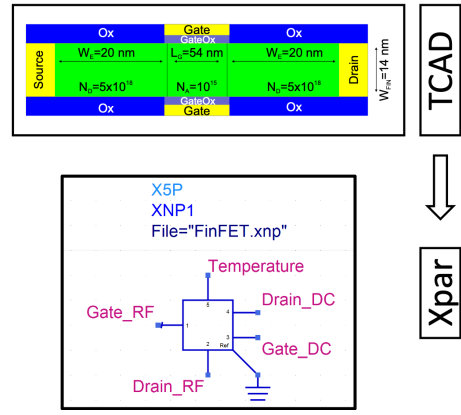 Ox Gate Ox
GateOx
Source W_E=20 nm L_G=54 nm W_E=20 nm Drain W_FIN=14 nm
N_D=5x10^18 N_A=10^15 N_D=5x10^18
GateOx
Ox Gate Ox
TCAD
X5P
XNP1
File="FinFET.xnp"
Temperature
5
Drain_DC
4
Gate_RF
1
3
Gate_DC
2
Ref
Drain_RF
Xpar